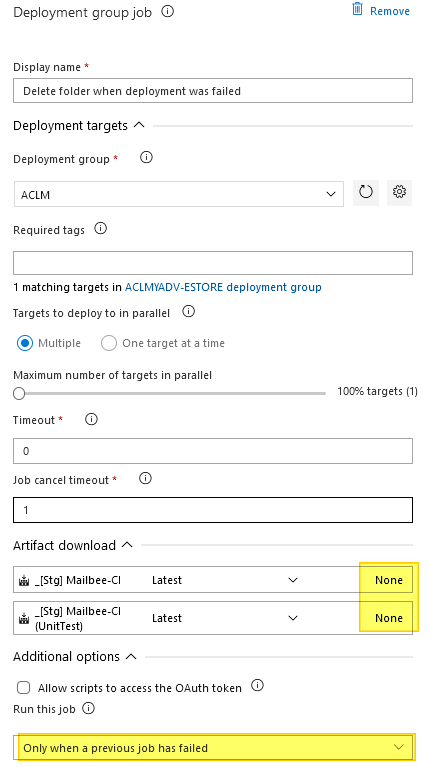 Deployment group job
Remove
Display name *
Delete folder when deployment was failed
Deployment targets
Deployment group *
ACLM
Required tags
1 matching targets in ACLMYADV-ESTORE deployment group
Targets to deploy to in parallel
Multiple One target at a time
Maximum number of targets in parallel
100% targets (1)
Timeout *
0
Job cancel timeout *
1
Artifact download
_[Stg] Mailbee-CI Latest None
_[Stg] Mailbee-CI
(UnitTest) Latest None
Additional options
Allow scripts to access the OAuth token
Run this job
Only when a previous job has failed